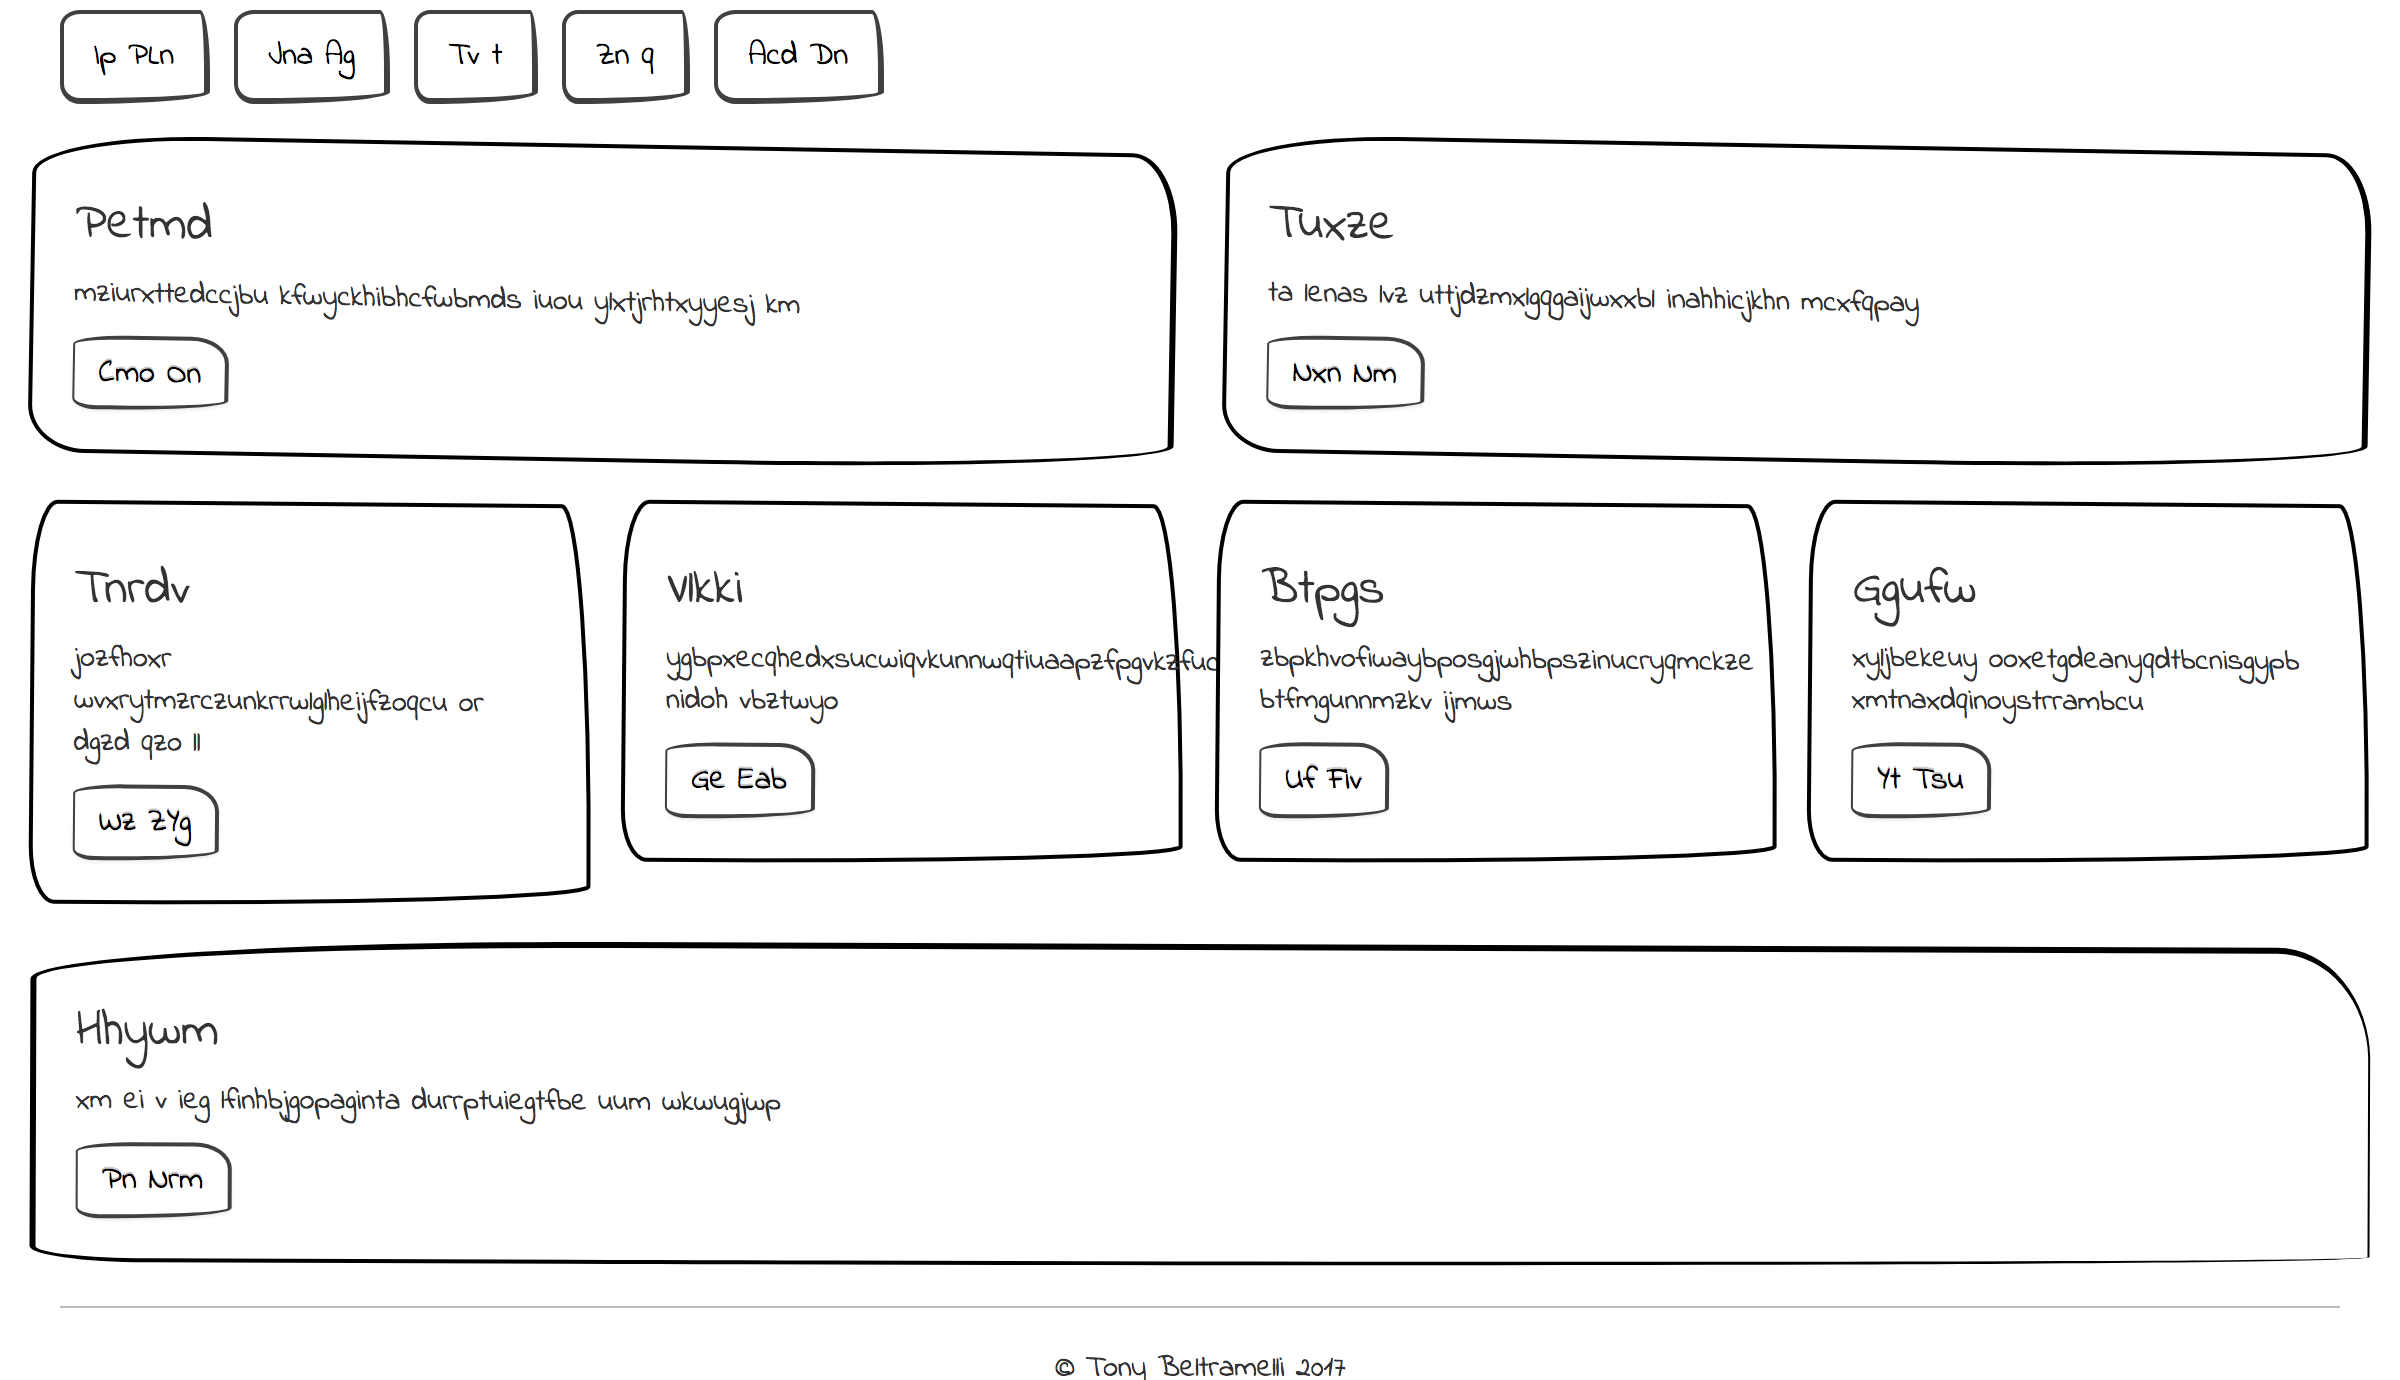 Ip PLn
Jna Ag
Tv t
Zn q
Acd Dn
Petmd
mziurxttedccjbu kfwyckhibhcfwbmds iuou ylxtjrhtxyyesj km
Cmo On
Tuxze
ta lenas lvz uttjdzmxlgqgaijwxxbl inahhicjkhn mcxfqpay
Nxn Nm
Tnrdv
jozfhoxr
wvxrytmzrczunkrrwlglheijfzoqcu or
dgzd qzo ll
Wz ZYg
Vlkki
ygbpxecqhedxsucwiqvkunnwqtiuaapzfpgvkzfuc
nidoh vbztwyo
Ge Eab
Btpgs
zbpkhvofiwaybposgjwhbpszinucryqmckze
btfmgunnmzkv ijmws
Uf Fiv
Ggufw
xyljbekeuy ooxetgdeanyqdtbcnisgypb
xmtnaxdqinoystrrambcu
Yt Tsu
Hhywm
xm ei v ieg lfinhbjgopaginta durrptuiegtfbe uum wkwugjwp
Pn Nrm
© Tony Beltramelli 2017